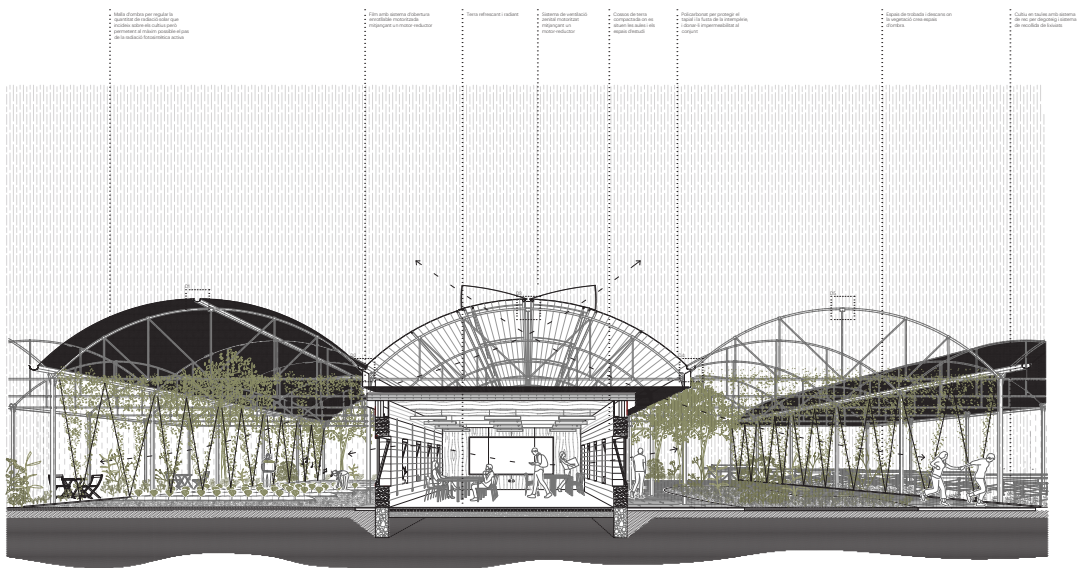 Malla d'ombra per regular la
quantitat de radiació solar que
incideix sobre els cultius però
permetent al màxim possible el pas
de la radiació fotosintètica activa
Film amb sistema d'obertura
enrotllable motoritzada
mitjançant un motor-reductor
Terra refrescant i radiant
Sistema de ventilació
zenital motoritzat
mitjançant un
motor-reductor
Caixes de terra
compactada on es
situen les aules i els
espais d'estudi
Policarbonat per protegir el
tapial i la fusta de la intempèrie,
i donar-li impermeabilitat al
conjunt
Espais de trobada i descans on
la vegetació crea espais
d'ombra
Cultiu en taules amb sistema
de rec per degoteig i sistema
de recollida de lixiviats